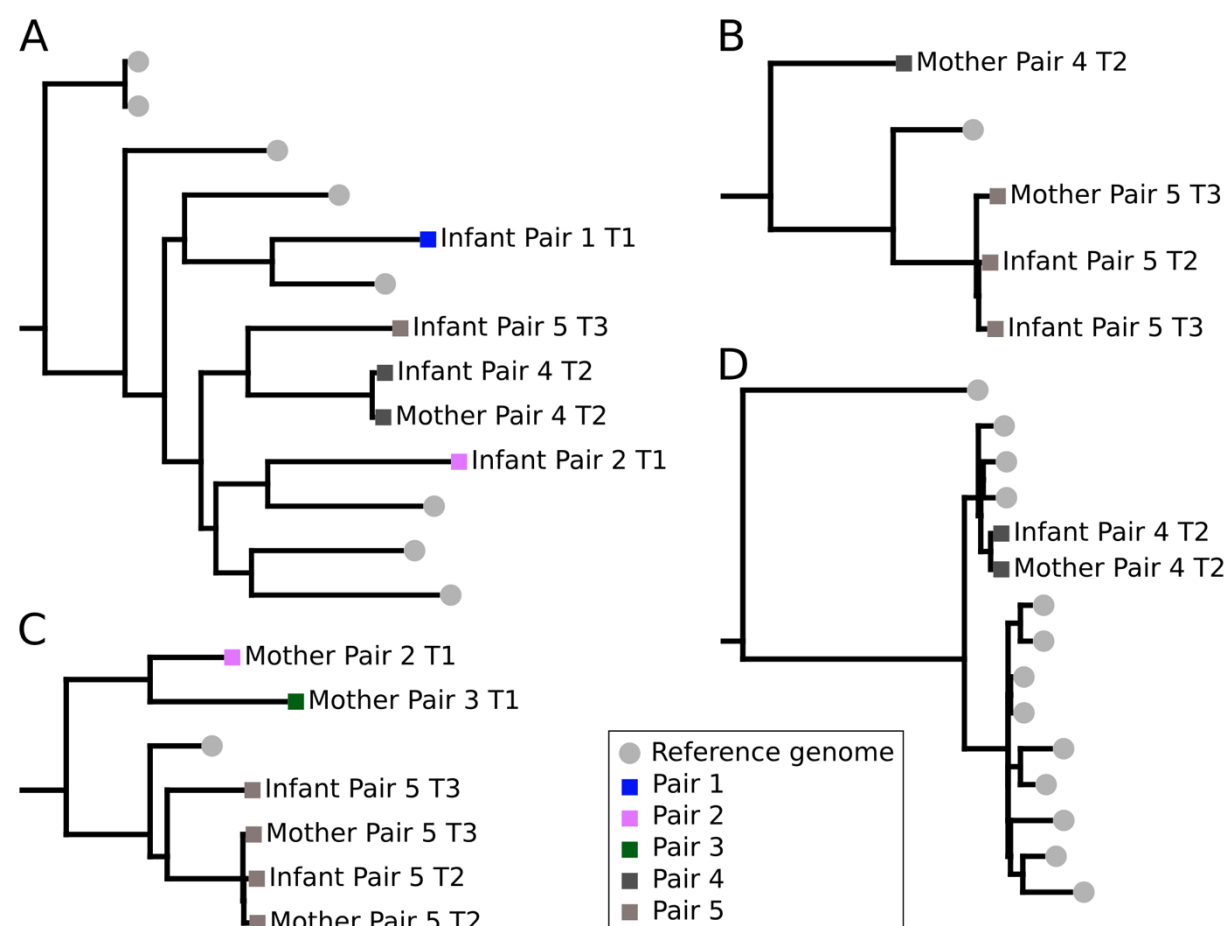 A
Infant Pair 1 T1
Infant Pair 5 T3
Infant Pair 4 T2
Mother Pair 4 T2
Infant Pair 2 T1
B
Mother Pair 4 T2
Mother Pair 5 T3
Infant Pair 5 T2
Infant Pair 5 T3
C
Mother Pair 2 T1
Mother Pair 3 T1
Infant Pair 5 T3
Mother Pair 5 T3
Infant Pair 5 T2
Mother Pair 5 T2
D
Infant Pair 4 T2
Mother Pair 4 T2
Reference genome
Pair 1
Pair 2
Pair 3
Pair 4
Pair 5